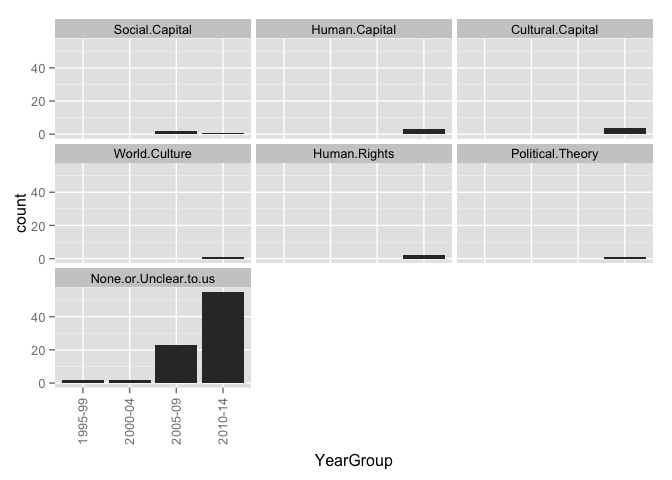 Social.Capital
Human.Capital
Cultural.Capital
40
20
0
World.Culture
Human.Rights
Political.Theory
40
20
0
None.or.Unclear.to.us
40
20
0
count
1995-99
2000-04
2005-09
2010-14
YearGroup